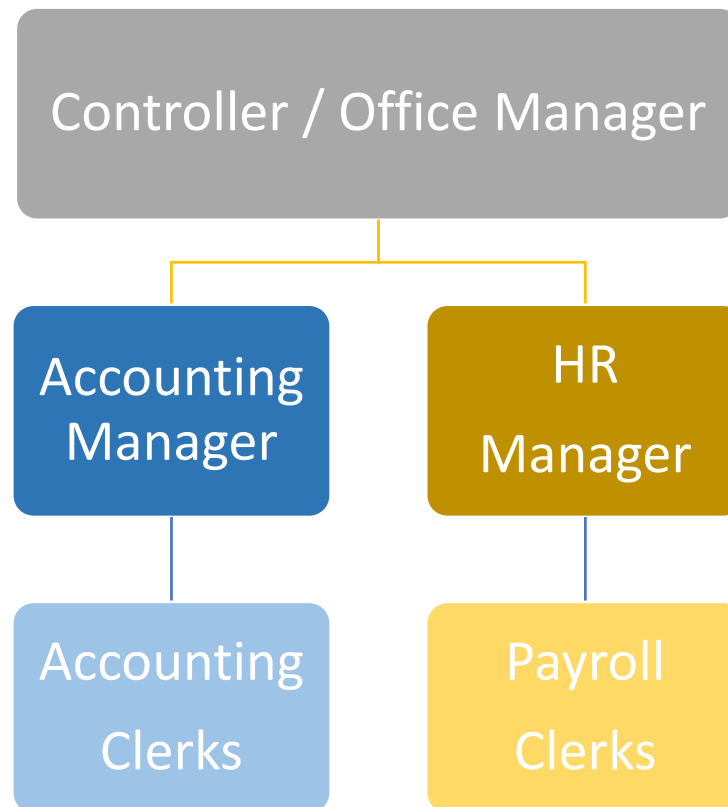 Controller / Office Manager
Accounting
Manager
HR
Manager
Accounting
Clerks
Payroll
Clerks